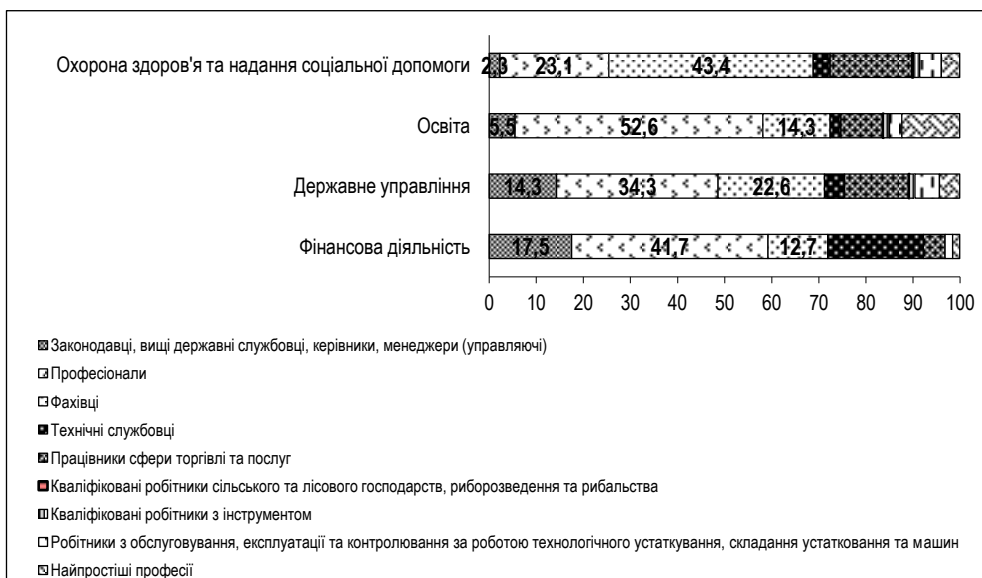 Охорона здоров'я та надання соціальної допомоги 2,3 23,1 43,4
Освіта 5,5 52,6 14,3
Державне управління 14,3 34,3 22,6
Фінансова діяльність 17,5 41,7 12,7
0 10 20 30 40 50 60 70 80 90 100
Законодавці, вищі державні службовці, керівники, менеджери (управляючі)
Професіонали
Фахівці
Технічні службовці
Працівники сфери торгівлі та послуг
Кваліфіковані робітники сільського та лісового господарств, риборозведення та рибальства
Кваліфіковані робітники з інструментом
Робітники з обслуговування, експлуатації та контролювання за роботою технологічного устаткування, складання устатковання та машин
Найпростіші професії